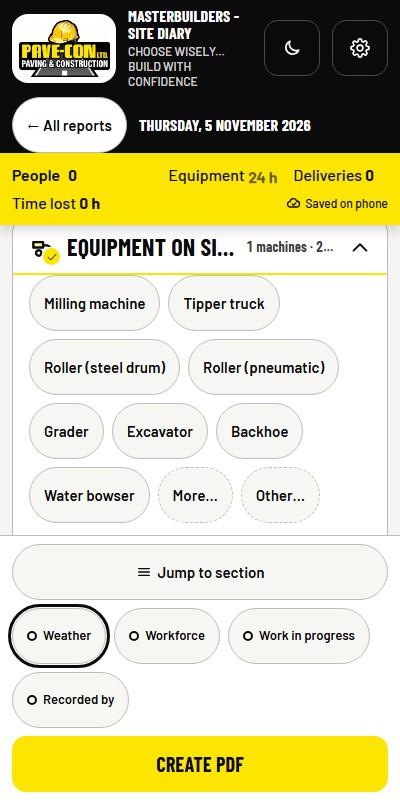 PAVE-CON LTD.
PAVING & CONSTRUCTION
MASTERBUILDERS -
SITE DIARY
CHOOSE WISELY...
BUILD WITH
CONFIDENCE
← All reports
THURSDAY, 5 NOVEMBER 2026
People 0
Equipment 24 h
Deliveries 0
Time lost 0 h
Saved on phone
EQUIPMENT ON SI...
1 machines · 2...
Milling machine
Tipper truck
Roller (steel drum)
Roller (pneumatic)
Grader
Excavator
Backhoe
Water bowser
More...
Other...
Jump to section
Weather
Workforce
Work in progress
Recorded by
CREATE PDF